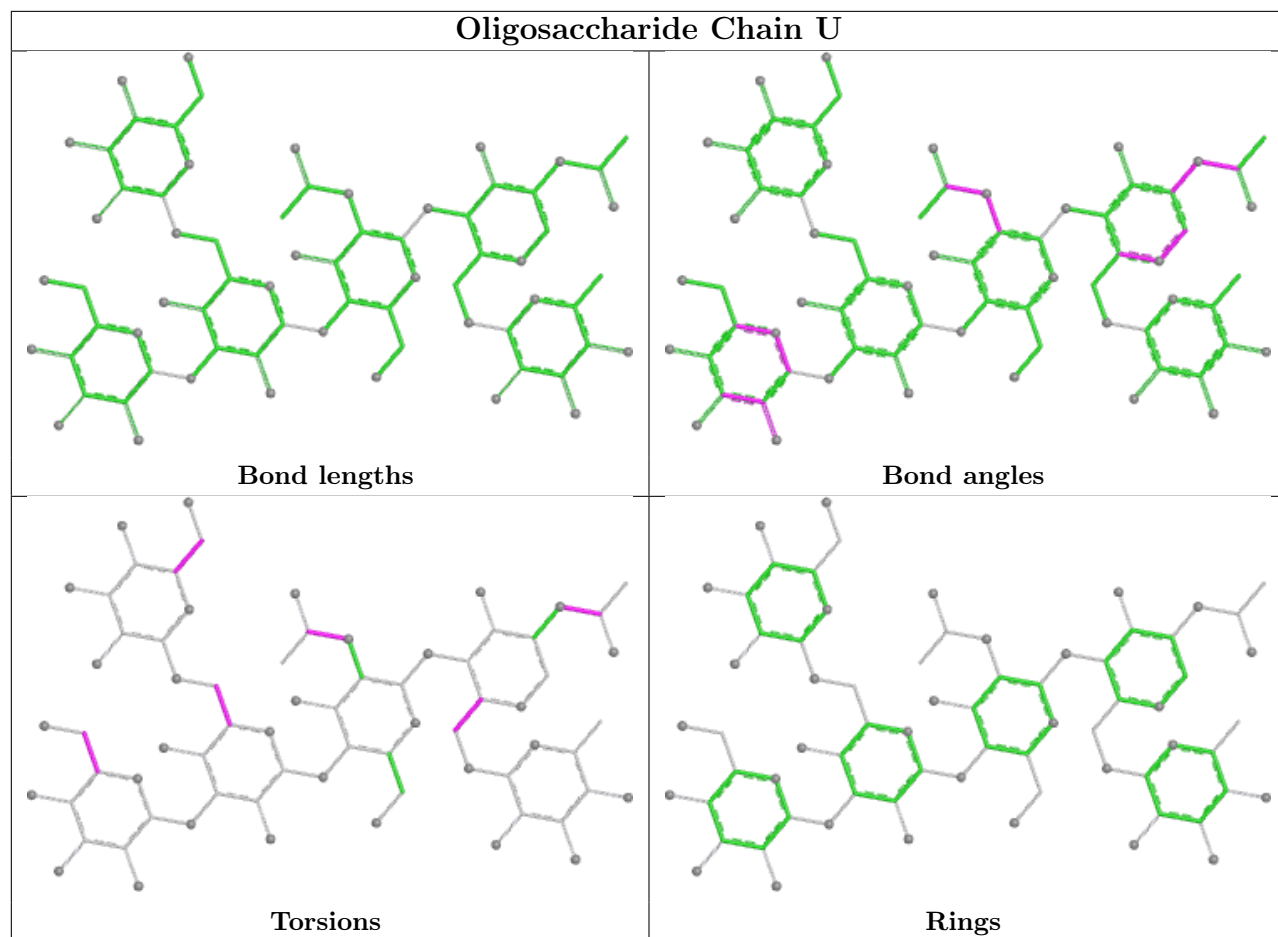 Oligosaccharide Chain U
Bond lengths
Bond angles
Torsions
Rings